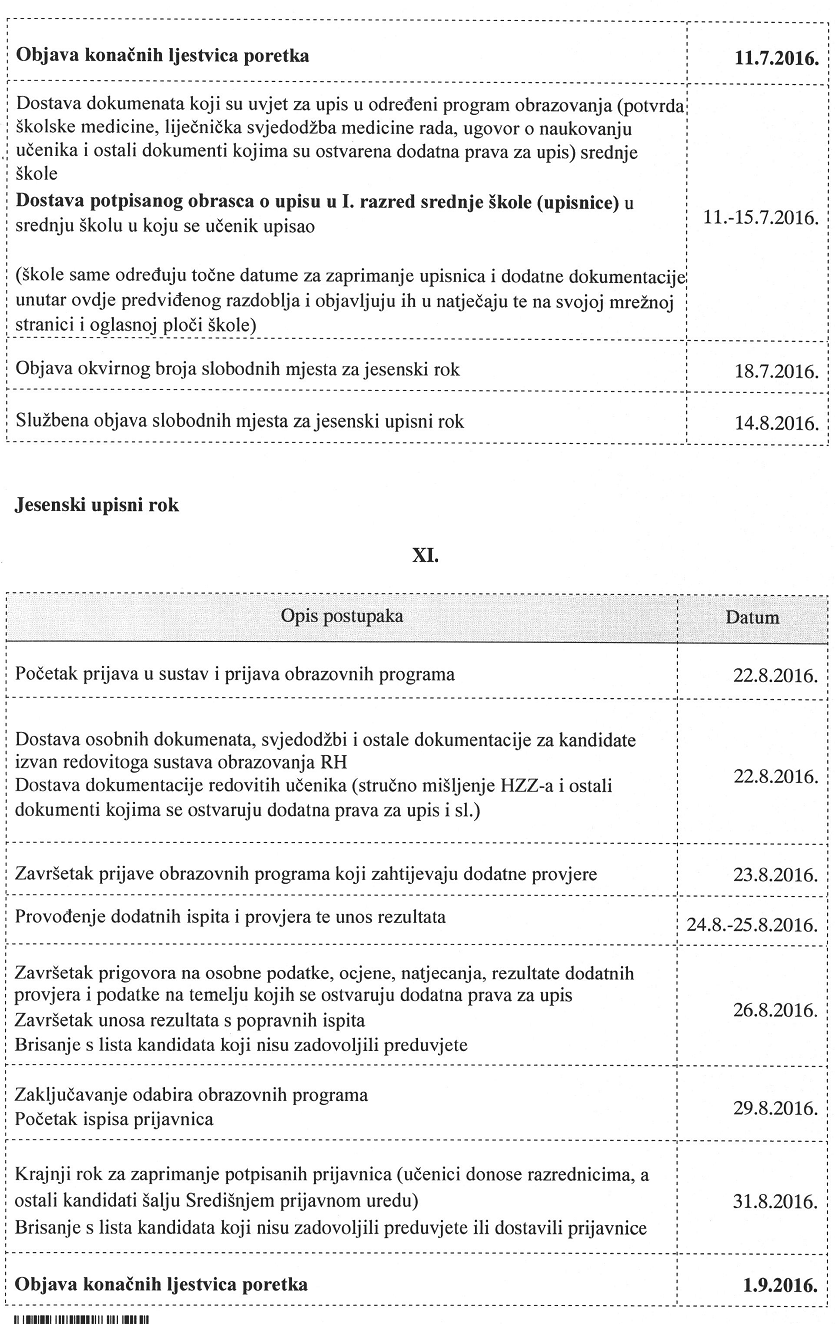 Objava konačnih ljestvica poretka 11.7.2016.
Dostava dokumenata koji su uvjet za upis u određeni program obrazovanja (potvrda
školske medicine, liječnička svjedodžba medicine rada, ugovor o naukovanju
učenika i ostali dokumenti kojima su ostvarena dodatna prava za upis) srednje
škole
Dostava potpisanog obrasca o upisu u I. razred srednje škole (upisnice) u
srednju školu u koju se učenik upisao
11.-15.7.2016.
(škole same određuju točne datume za zaprimanje upisnica i dodatne dokumentacije
unutar ovdje predviđenog razdoblja i objavljuju ih u natječaju te na svojoj mrežnoj
stranici i oglasnoj ploči škole)
Objava okvirnog broja slobodnih mjesta za jesenski rok 18.7.2016.
Službena objava slobodnih mjesta za jesenski upisni rok 14.8.2016.
Jesenski upisni rok
XI.
Opis postupaka Datum
Početak prijava u sustav i prijava obrazovnih programa 22.8.2016.
Dostava osobnih dokumenata, svjedodžbi i ostale dokumentacije za kandidate
izvan redovitoga sustava obrazovanja RH
Dostava dokumentacije redovitih učenika (stručno mišljenje HZZ-a i ostali
dokumenti kojima se ostvaruju dodatna prava za upis i sl.)
22.8.2016.
Završetak prijave obrazovnih programa koji zahtijevaju dodatne provjere 23.8.2016.
Provođenje dodatnih ispita i provjera te unos rezultata 24.8.-25.8.2016.
Završetak prigovora na osobne podatke, ocjene, natjecanja, rezultate dodatnih
provjera i podatke na temelju kojih se ostvaruju dodatna prava za upis
Završetak unosa rezultata s popravnih ispita
Brisanje s lista kandidata koji nisu zadovoljili preduvjete
26.8.2016.
Zaključavanje odabira obrazovnih programa
Početak ispisa prijavnica
29.8.2016.
Krajnji rok za zaprimanje potpisanih prijavnica (učenici donose razrednicima, a
ostali kandidati šalju Središnjem prijavnom uredu)
Brisanje s lista kandidata koji nisu zadovoljili preduvjete ili dostavili prijavnice
31.8.2016.
Objava konačnih ljestvica poretka 1.9.2016.